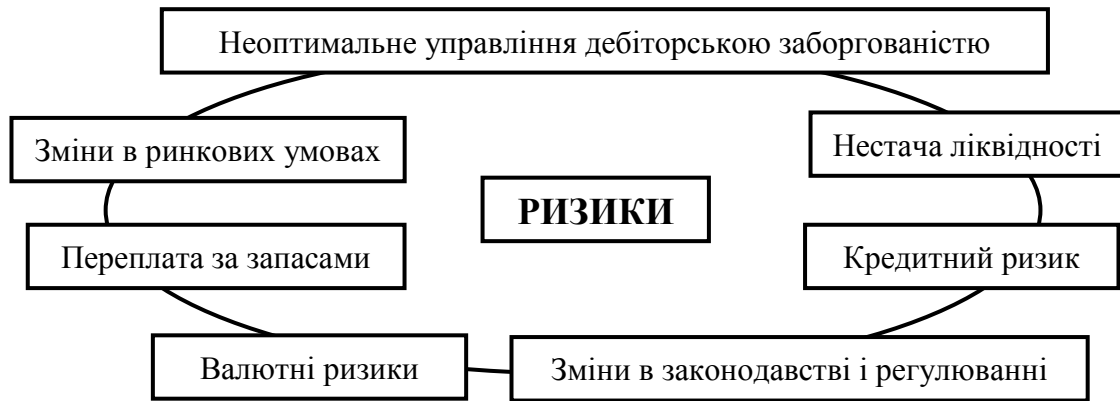 Неоптимальне управління дебіторською заборгованістю
Зміни в ринкових умовах
Нестача ліквідності
РИЗИКИ
Переплата за запасами
Кредитний ризик
Валютні ризики
Зміни в законодавстві і регулюванні